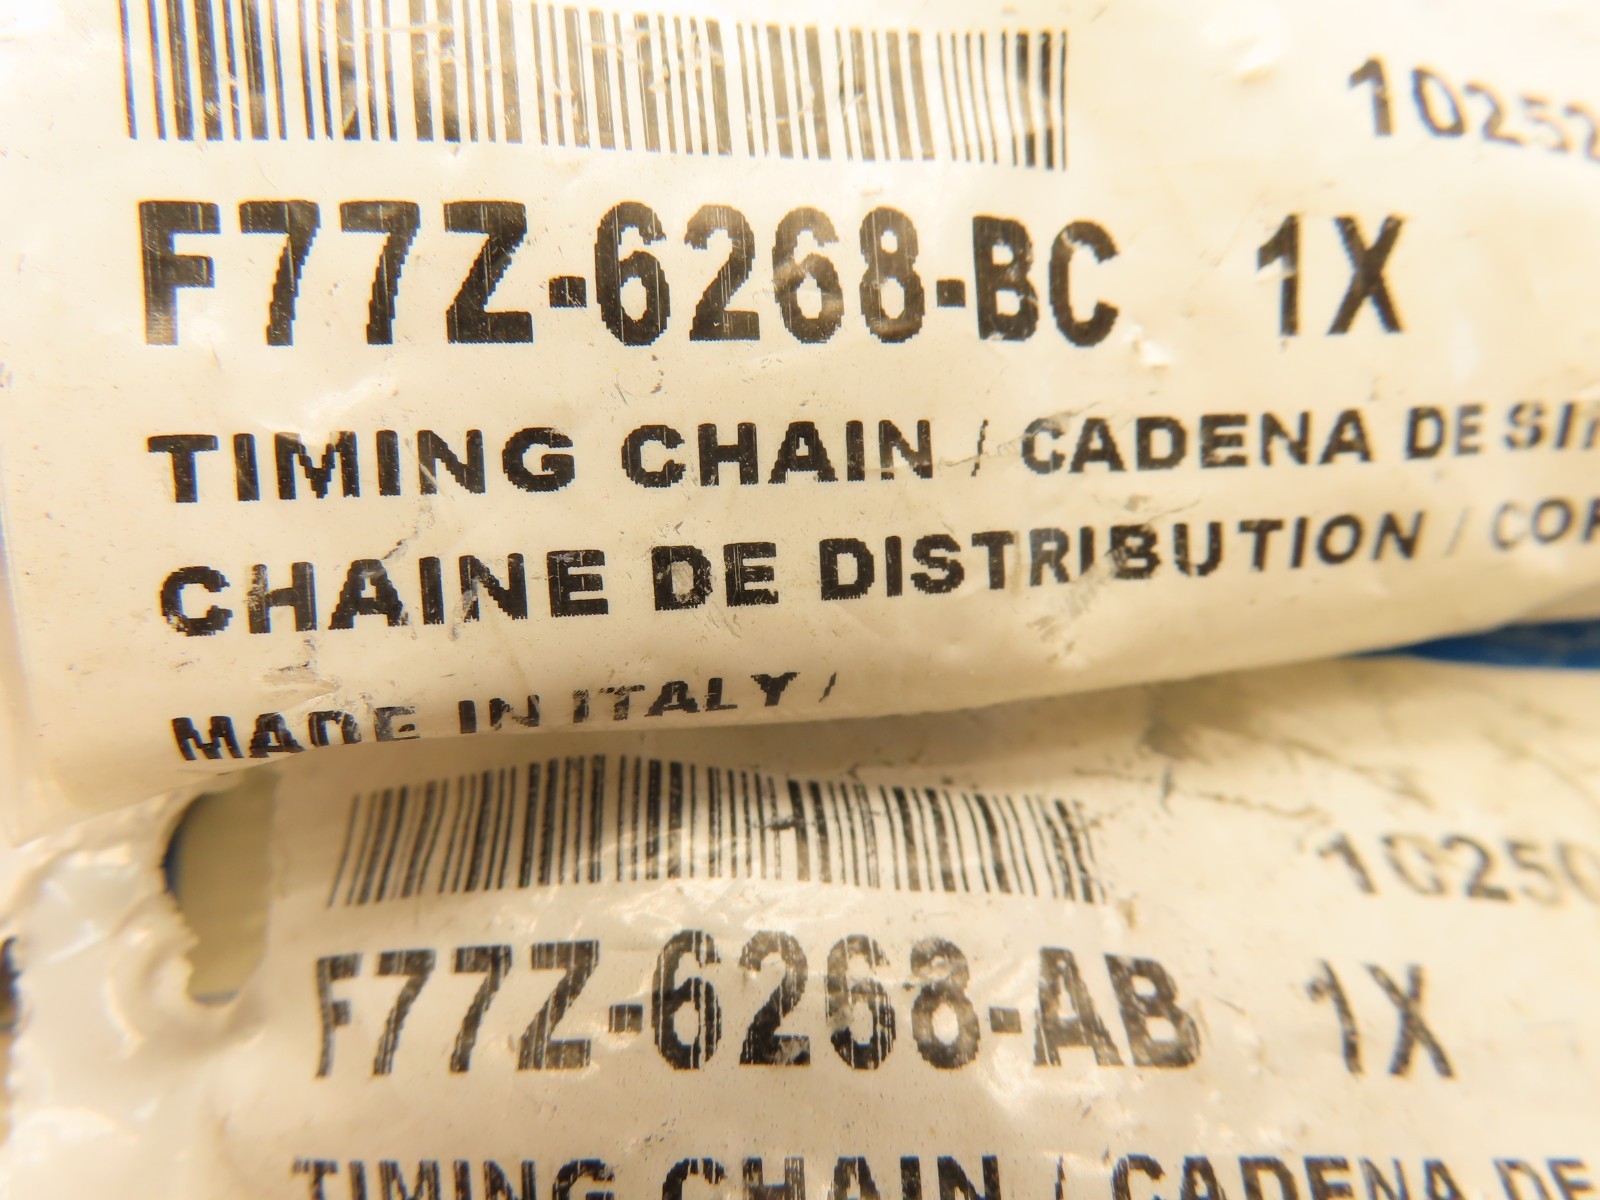 10252
F77Z-6268-BC 1X
TIMING CHAIN / CADENA DE
CHAINE DE DISTRIBUTION /
MADE IN ITALY /
1025
F77Z-6268-AB 1X
TIMING CHAIN / CADENA DE